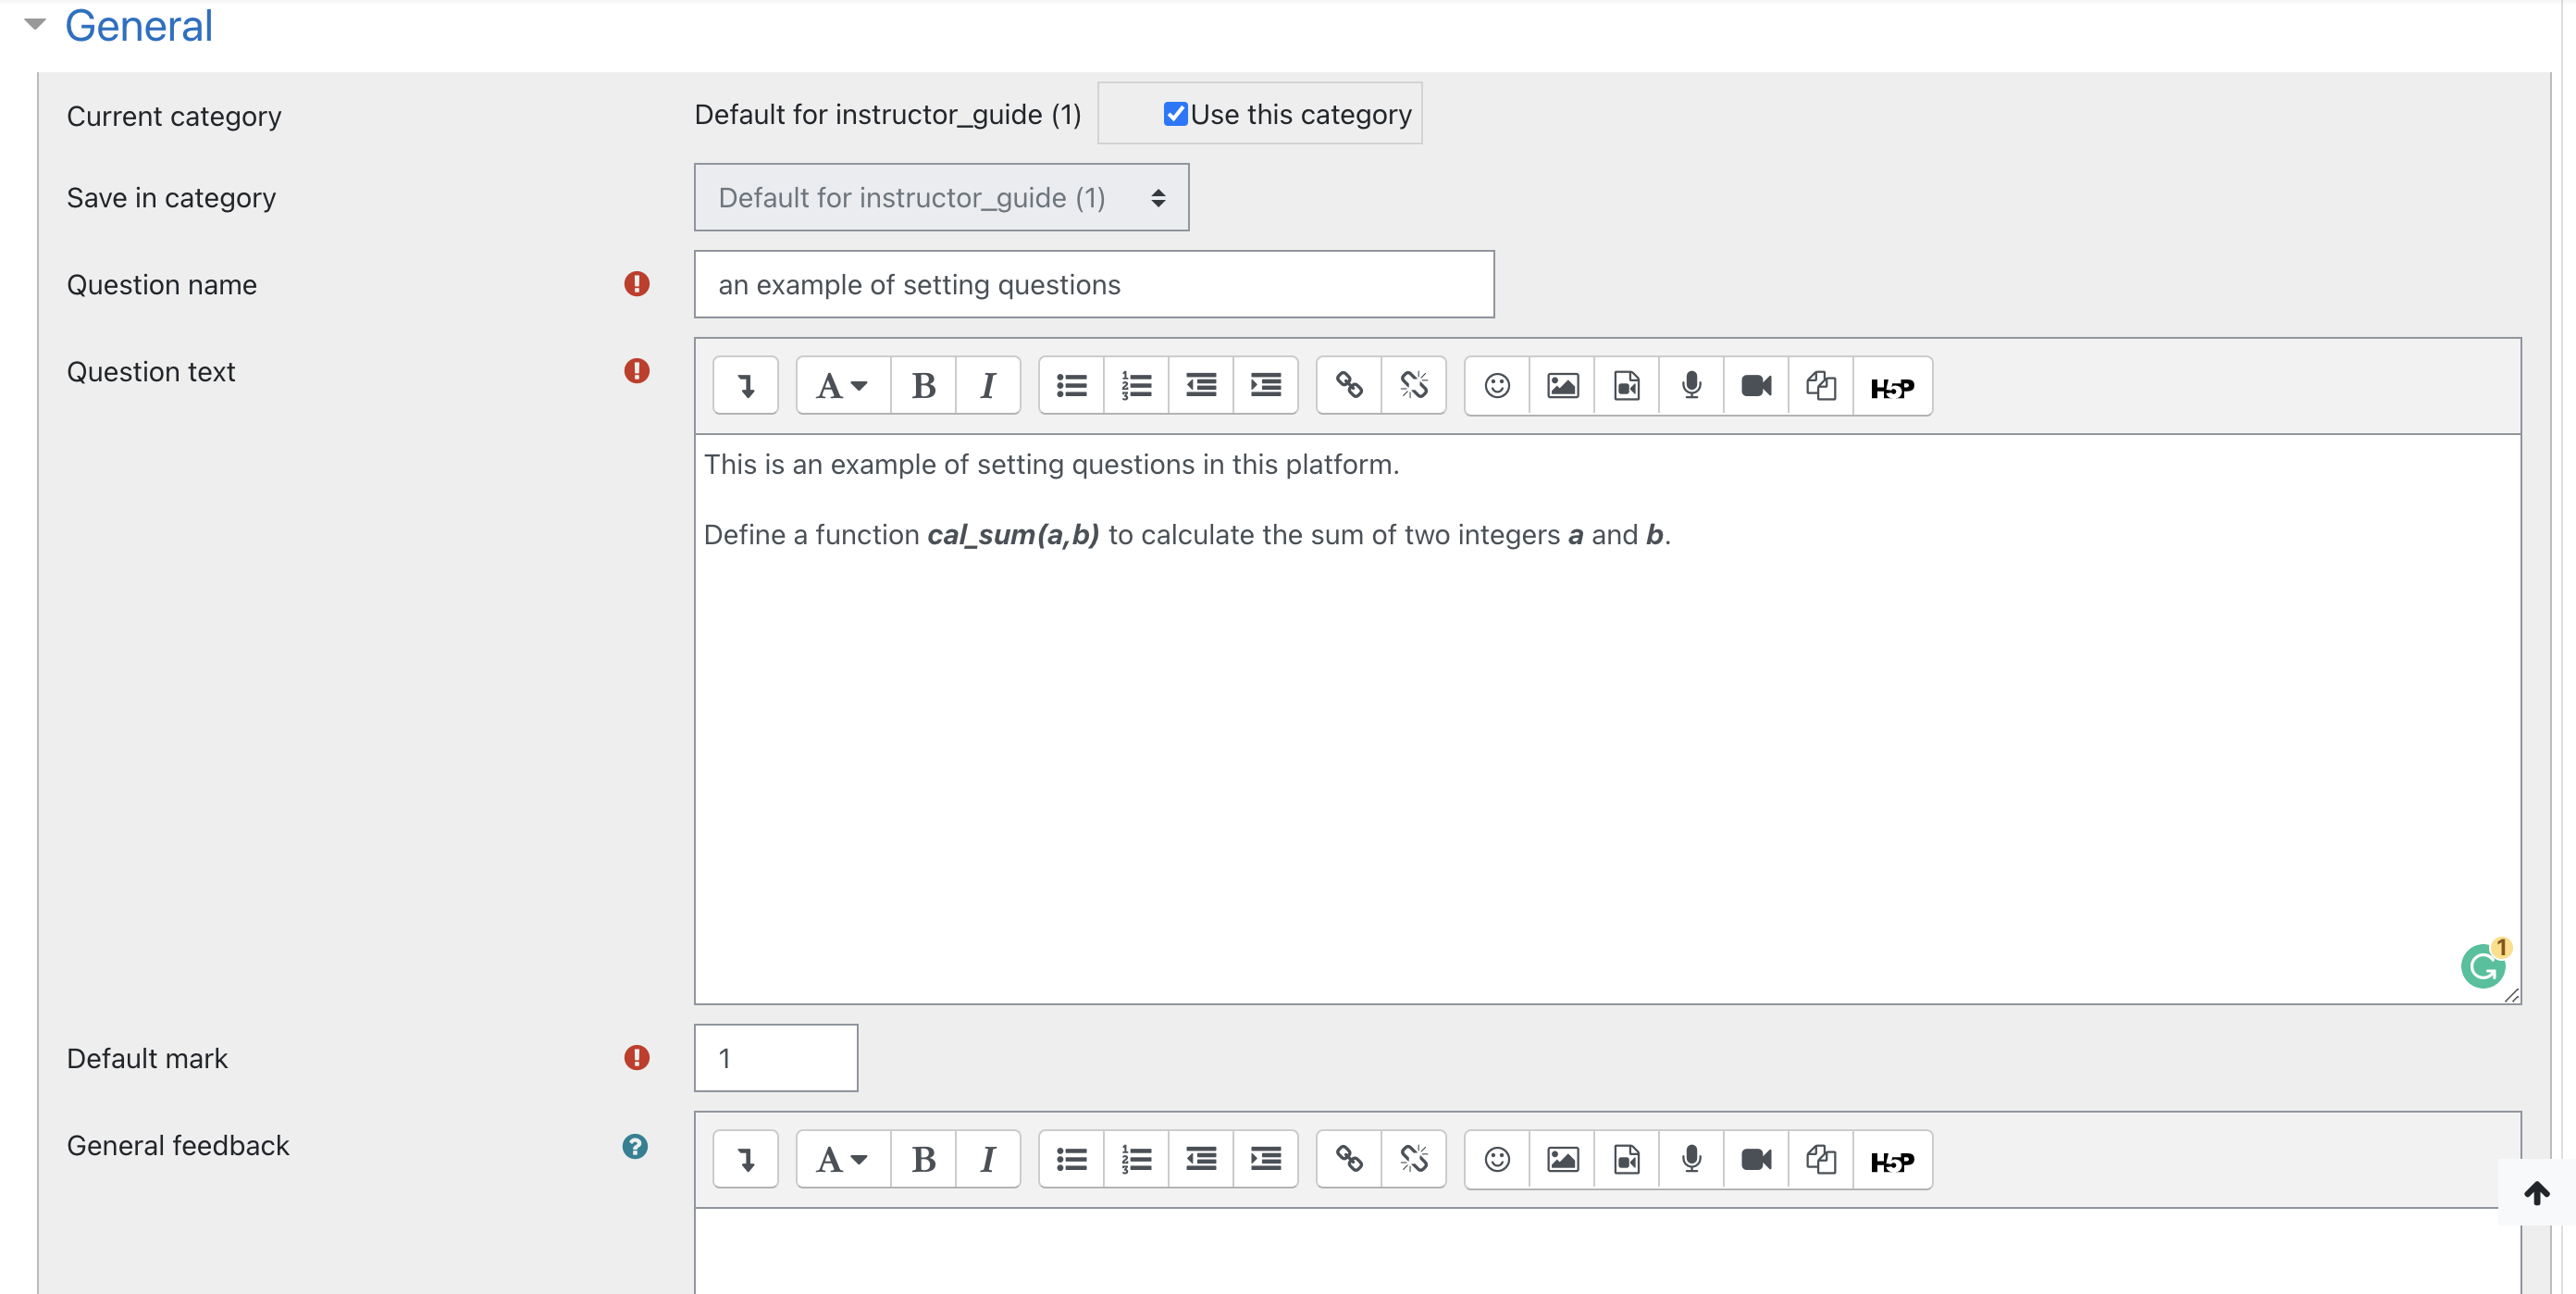 General
Current category
Default for instructor_guide (1)
Use this category
Save in category
Default for instructor_guide (1)
Question name
an example of setting questions
Question text
A B I
H5P
This is an example of setting questions in this platform.
Define a function cal_sum(a,b) to calculate the sum of two integers a and b.
1
Default mark
1
General feedback
A B I
H5P